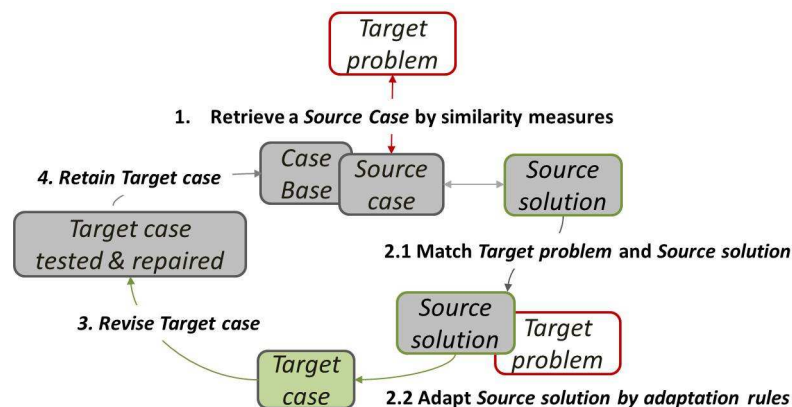 Target
problem
1. Retrieve a Source Case by similarity measures
Case
Base
Source
case
Source
solution
4. Retain Target case
Target case
tested & repaired
2.1 Match Target problem and Source solution
Source
solution
Target
problem
3. Revise Target case
Target
case
2.2 Adapt Source solution by adaptation rules